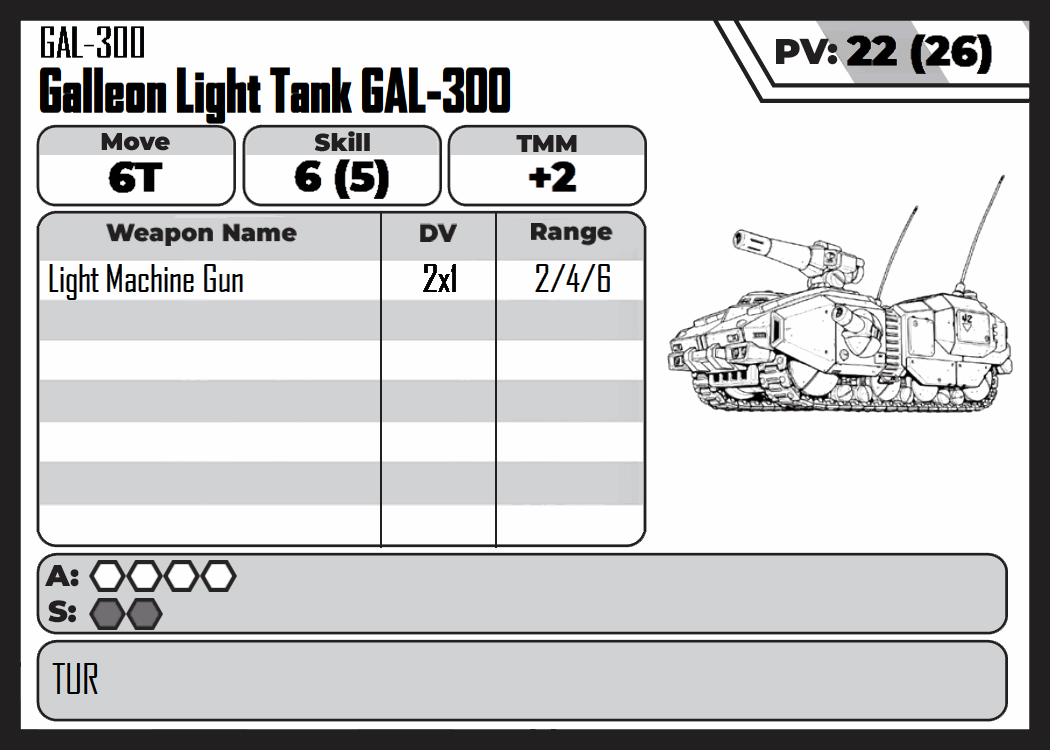 GAL-300
Galleon Light Tank GAL-300
PV: 22 (26)
Move Skill TMM
6T 6 (5) +2
Weapon Name DV Range
Light Machine Gun 2x1 2/4/6
A:
S:
TUR